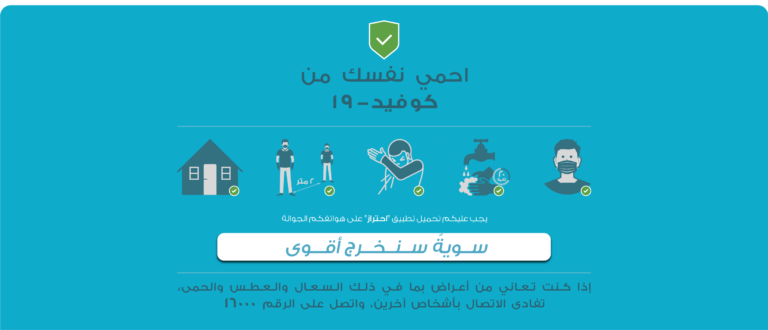 احمي نفسك من
كوفيد-١٩
٢ متر
يجب عليكم تحميل تطبيق "احتراز" على هواتفكم الجوالة
سويةً سنخرج أقوى
إذا كنت تعاني من أعراض بما في ذلك السعال والعطس والحمى،
تفادى الاتصال بأشخاص آخرين، واتصل على الرقم ١٦٠٠٠